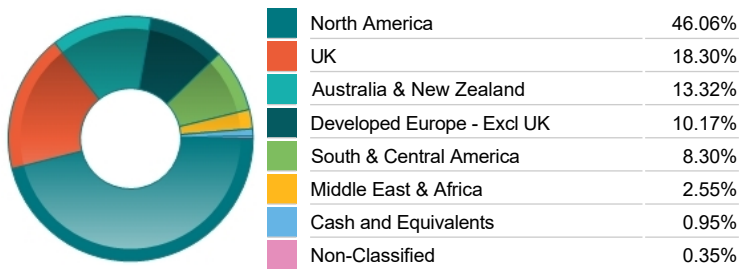 North America 46.06%
UK 18.30%
Australia & New Zealand 13.32%
Developed Europe - Excl UK 10.17%
South & Central America 8.30%
Middle East & Africa 2.55%
Cash and Equivalents 0.95%
Non-Classified 0.35%